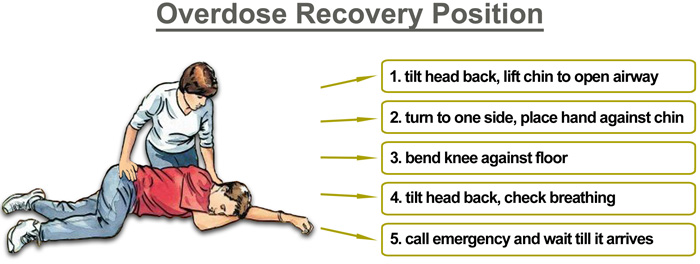 Overdose Recovery Position
1. tilt head back, lift chin to open airway
2. turn to one side, place hand against chin
3. bend knee against floor
4. tilt head back, check breathing
5. call emergency and wait till it arrives